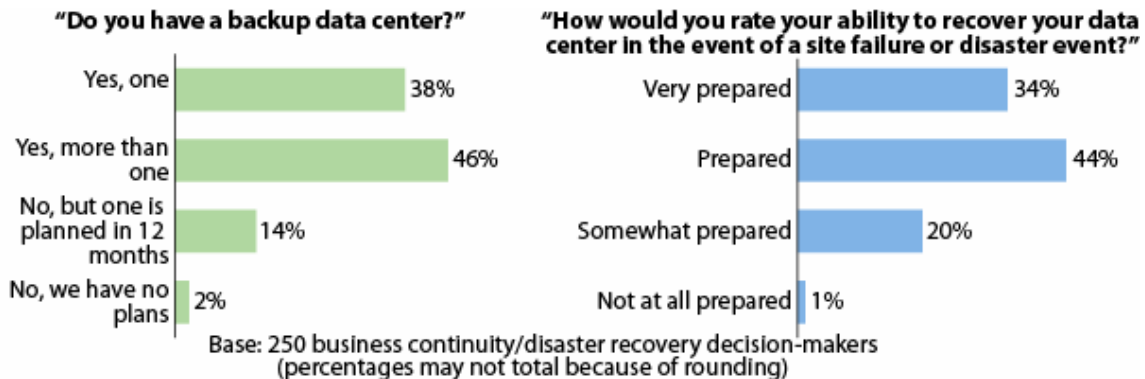 “Do you have a backup data center?”
Yes, one
38%
Yes, more than
one
46%
No, but one is
planned in 12
months
14%
No, we have no
plans
2%
“How would you rate your ability to recover your data
center in the event of a site failure or disaster event?”
Very prepared
34%
Prepared
44%
Somewhat prepared
20%
Not at all prepared
1%
Base: 250 business continuity/disaster recovery decision-makers
(percentages may not total because of rounding)